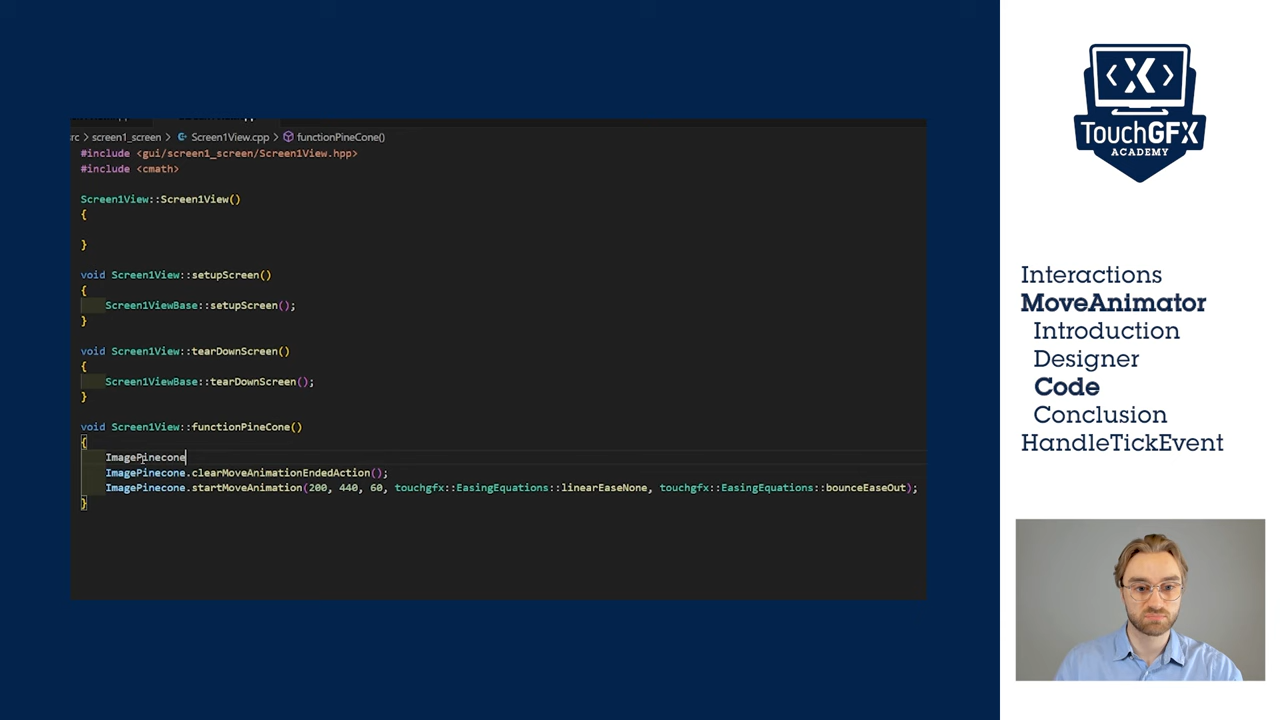 rc > screen1_screen > Screen1View.cpp > functionPineCone()
#include <gui/screen1_screen/Screen1View.hpp>
#include <cmath>
Screen1View::Screen1View()
{
}
void Screen1View::setupScreen()
{
Screen1ViewBase::setupScreen();
}
void Screen1View::tearDownScreen()
{
Screen1ViewBase::tearDownScreen();
}
void Screen1View::functionPineCone()
{
ImagePinecone
ImagePinecone.clearMoveAnimationEndedAction();
ImagePinecone.startMoveAnimation(200, 440, 60, touchgfx::EasingEquations::linearEaseNone, touchgfx::EasingEquations::bounceEaseOut);
}
TouchGFX
ACADEMY
Interactions
MoveAnimator
Introduction
Designer
Code
Conclusion
HandleTickEvent